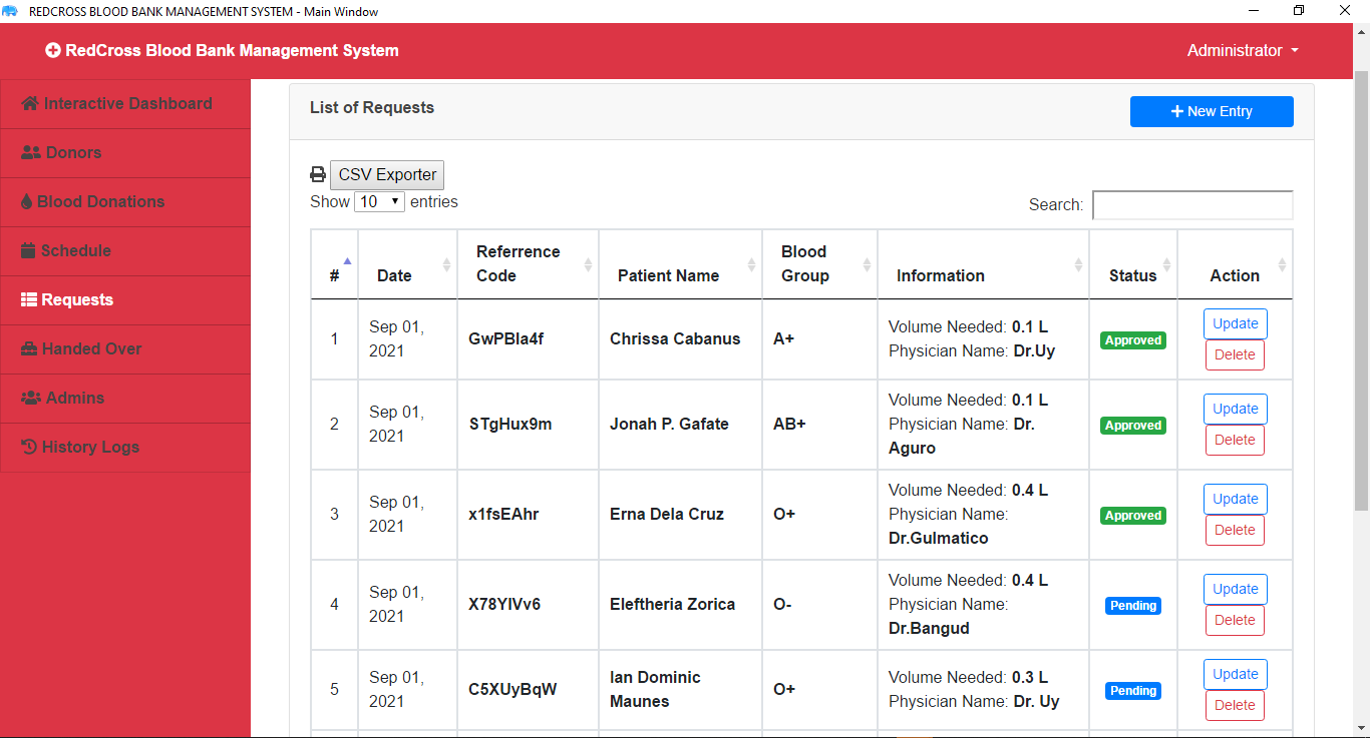 REDCROSS BLOOD BANK MANAGEMENT SYSTEM - Main Window
RedCross Blood Bank Management System
Administrator
Interactive Dashboard
Donors
Blood Donations
Schedule
Requests
Handed Over
Admins
History Logs
List of Requests
New Entry
CSV Exporter
Show 10 entries
Search:
# Date Referrence Code Patient Name Blood Group Information Status Action
1 Sep 01, 2021 GwPBIa4f Chrissa Cabanus A+ Volume Needed: 0.1 L Physician Name: Dr.Uy Approved Update Delete
2 Sep 01, 2021 STgHux9m Jonah P. Gafate AB+ Volume Needed: 0.1 L Physician Name: Dr. Aguro Approved Update Delete
3 Sep 01, 2021 x1fsEAhr Erna Dela Cruz O+ Volume Needed: 0.4 L Physician Name: Dr.Gulmatico Approved Update Delete
4 Sep 01, 2021 X78YIVv6 Eleftheria Zorica O- Volume Needed: 0.4 L Physician Name: Dr.Bangud Pending Update Delete
5 Sep 01, 2021 C5XUyBqW Ian Dominic Maunes O+ Volume Needed: 0.3 L Physician Name: Dr. Uy Pending Update Delete